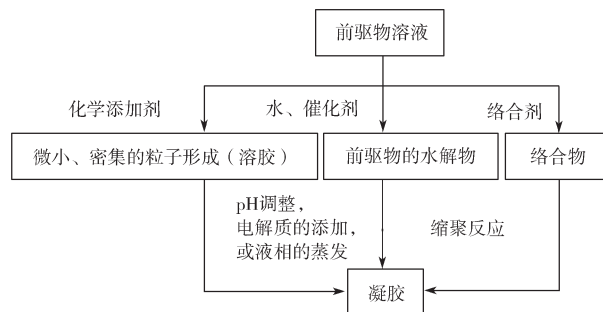 前驱物溶液
化学添加剂
水、催化剂
络合剂
微小、密集的粒子形成（溶胶）
前驱物的水解物
络合物
pH调整，
电解质的添加，
或液相的蒸发
缩聚反应
凝胶